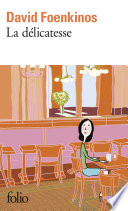 David Foenkinos
La délicatesse
folio